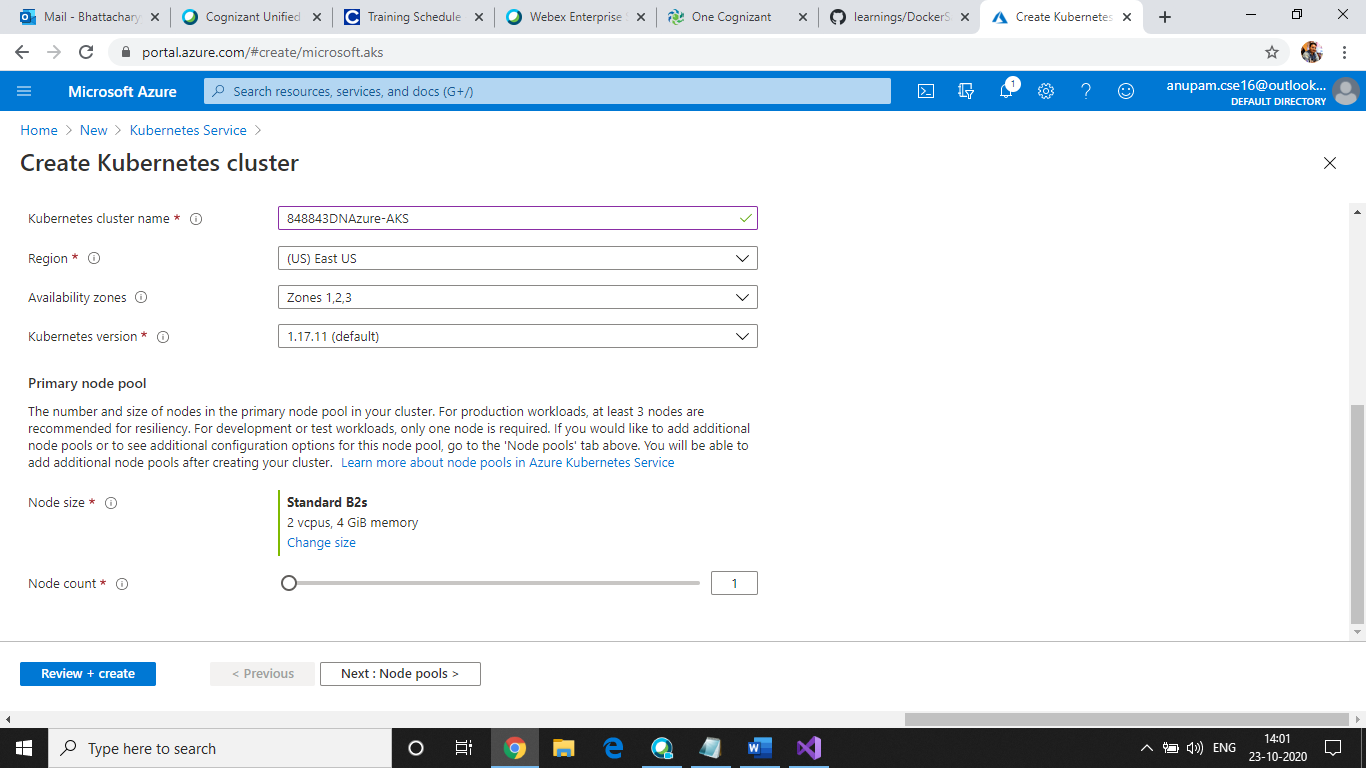 Mail - Bhattachary
Cognizant Unified
Training Schedule
Webex Enterprise S
One Cognizant
learnings/DockerS
Create Kubernetes
portal.azure.com/#create/microsoft.aks
Microsoft Azure
Search resources, services, and docs (G+/)
1
anupam.cse16@outlook...
DEFAULT DIRECTORY
Home > New > Kubernetes Service >
Create Kubernetes cluster
Kubernetes cluster name *
848843DNAzure-AKS
Region *
(US) East US
Availability zones
Zones 1,2,3
Kubernetes version *
1.17.11 (default)
Primary node pool
The number and size of nodes in the primary node pool in your cluster. For production workloads, at least 3 nodes are
recommended for resiliency. For development or test workloads, only one node is required. If you would like to add additional
node pools or to see additional configuration options for this node pool, go to the 'Node pools' tab above. You will be able to
add additional node pools after creating your cluster. Learn more about node pools in Azure Kubernetes Service
Node size *
Standard B2s
2 vcpus, 4 GiB memory
Change size
Node count *
1
Review + create
< Previous
Next : Node pools >
Type here to search
ENG
14:01
23-10-2020